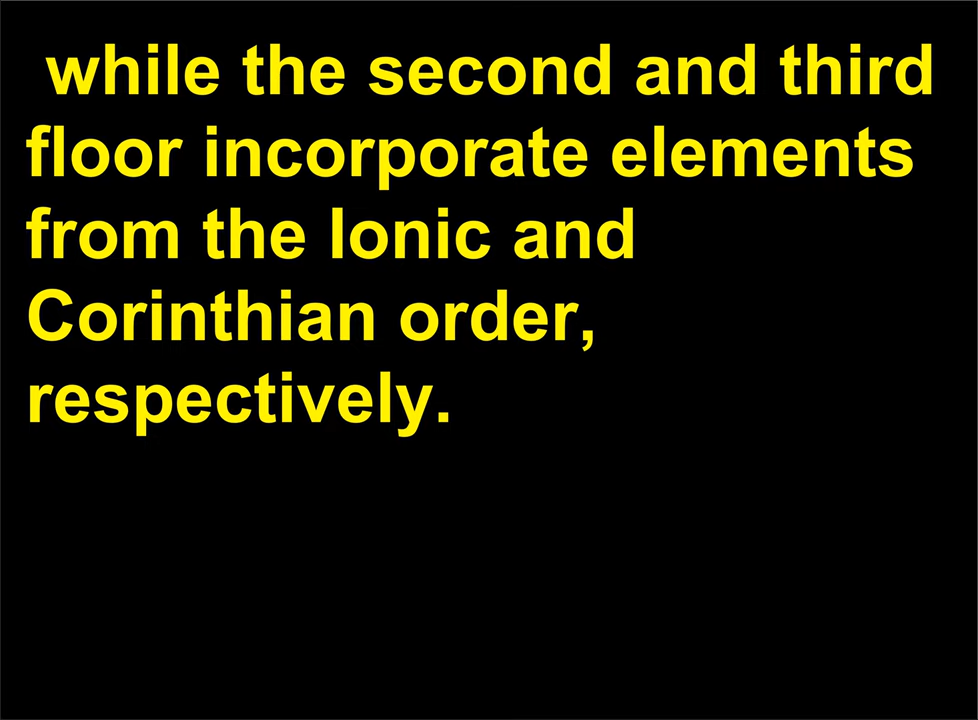 while the second and third
floor incorporate elements
from the Ionic and
Corinthian order,
respectively.